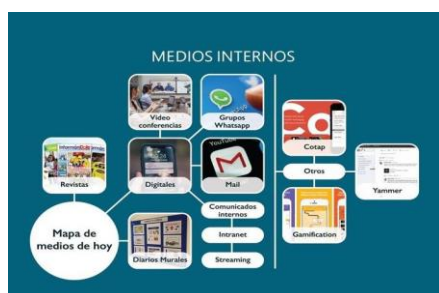 MEDIOS INTERNOS
Video
conferencias
Grupos
Whatsapp
Cotap
Revistas
Digitales
Mail
Otros
Yammer
Comunicados
internos
Mapa de
medios de hoy
Diarios Murales
Intranet
Gamification
Streaming